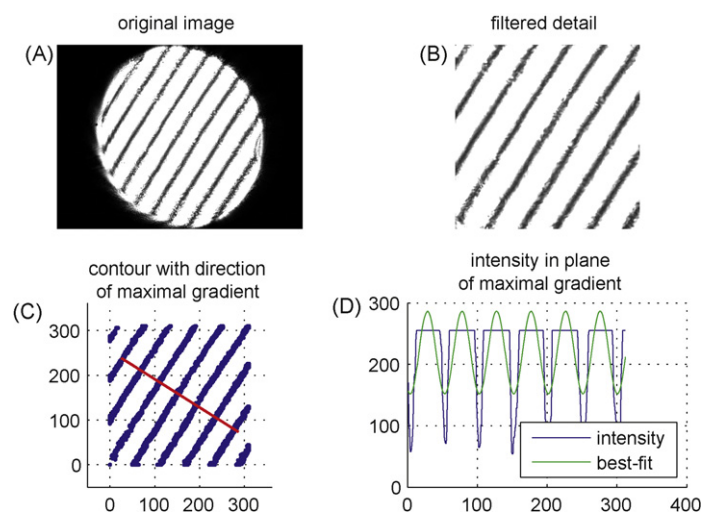 original image
filtered detail
(A)
(B)
contour with direction
of maximal gradient
intensity in plane
of maximal gradient
(C)
(D)
300
200
100
0
0 100 200 300
300
200
100
0
0 100 200 300 400
intensity
best-fit